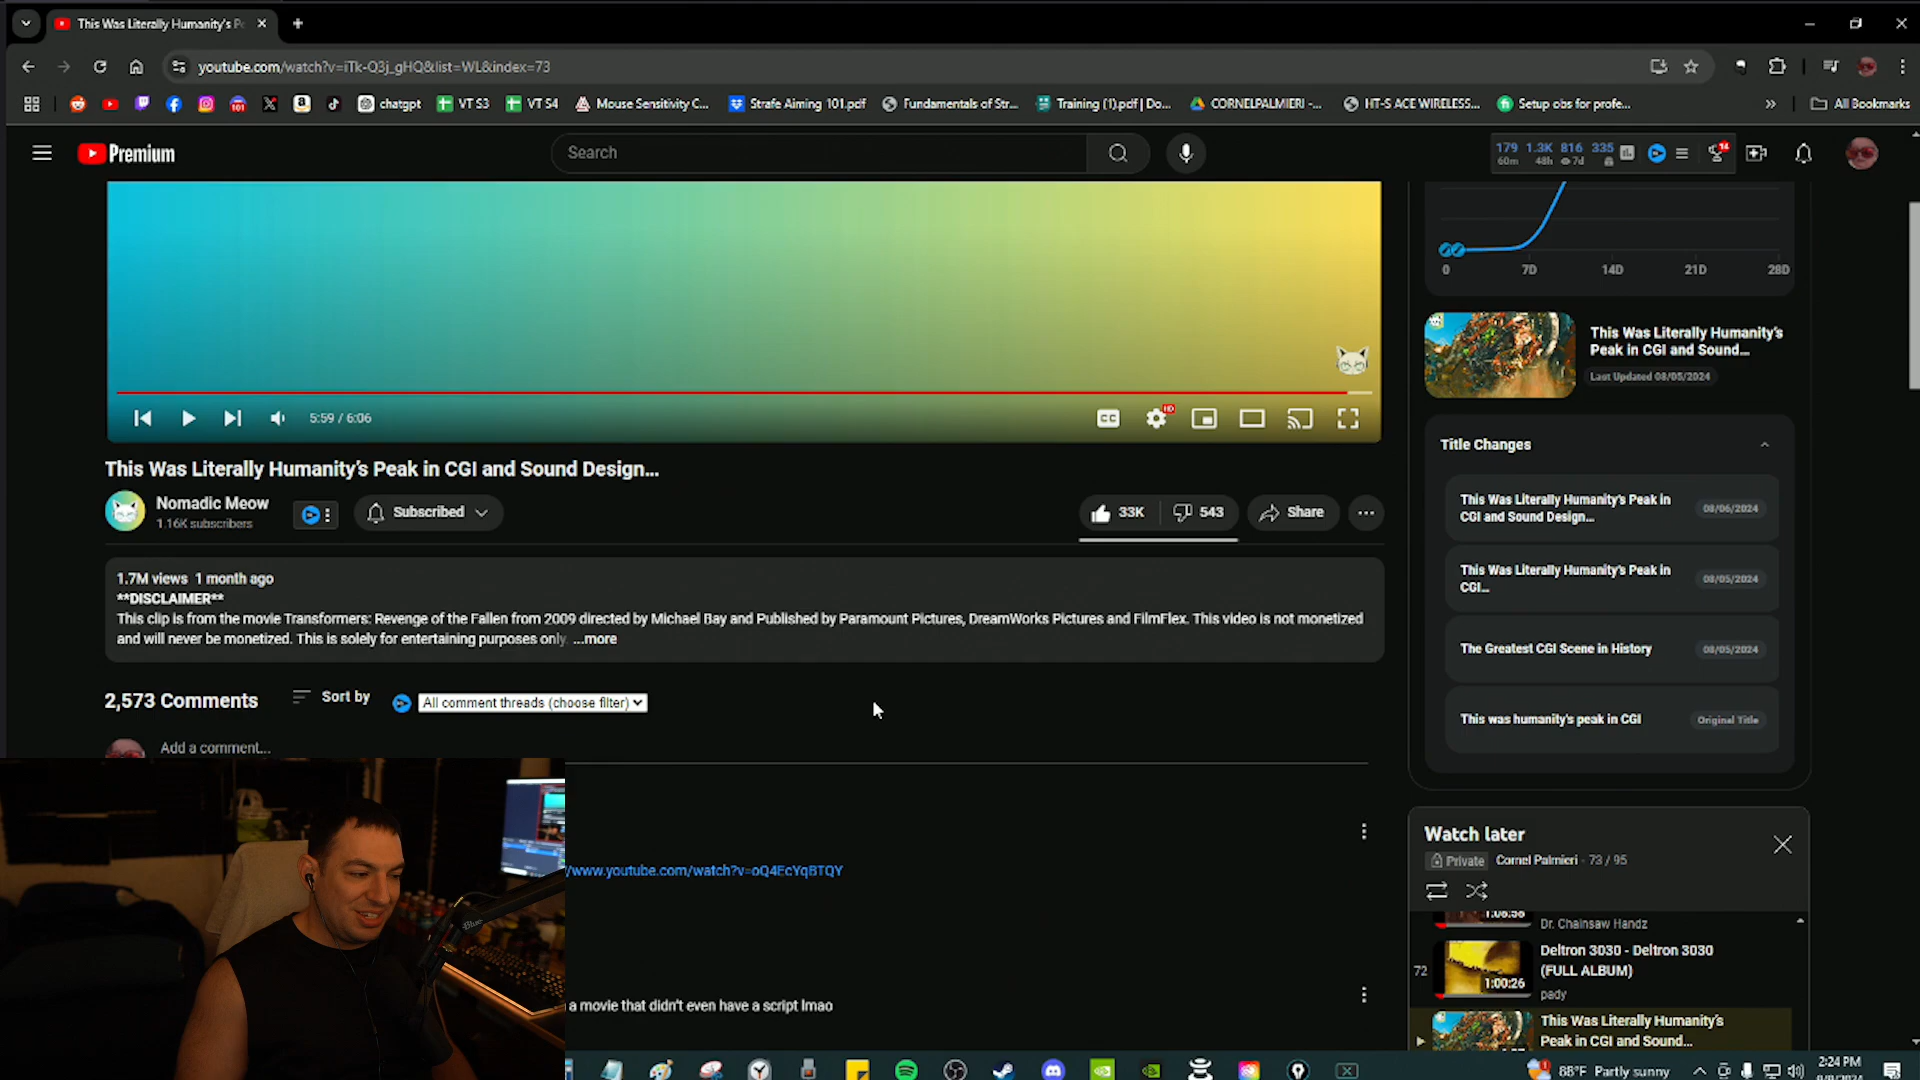 This Was Literally Humanity's P
youtube.com/watch?v=iTk-Q3j_gHQ&list=WL&index=73
chatgpt
VT S3
VT S4
Mouse Sensitivity C...
Strafe Aiming 101.pdf
Fundamentals of Str...
Training (1).pdf | Do...
CORNELPALMIERI -...
HT-S ACE WIRELESS...
Setup obs for profe...
All Bookmarks
Premium
Search
179 1.3K 816 335
60m 48h 7d
14
0 7D 14D 21D 28D
This Was Literally Humanity's
Peak in CGI and Sound...
Last Updated 08/05/2024
5:59 / 6:06
CC
HD
This Was Literally Humanity's Peak in CGI and Sound Design...
Nomadic Meow
1.16K subscribers
Subscribed
33K
543
Share
1.7M views 1 month ago
**DISCLAIMER**
This clip is from the movie Transformers: Revenge of the Fallen from 2009 directed by Michael Bay and Published by Paramount Pictures, DreamWorks Pictures and FilmFlex. This video is not monetized
and will never be monetized. This is solely for entertaining purposes only. ...more
2,573 Comments
Sort by
All comment threads (choose filter)
Add a comment...
/www.youtube.com/watch?v=oQ4EcYqBTQY
a movie that didn't even have a script lmao
Title Changes
This Was Literally Humanity's Peak in
CGI and Sound Design...
08/06/2024
This Was Literally Humanity's Peak in
CGI...
08/05/2024
The Greatest CGI Scene in History
08/05/2024
This was humanity's peak in CGI
Original Title
Watch later
Private Cornel Palmieri - 73 / 95
1:06:56
Dr. Chainsaw Handz
72
Deltron 3030 - Deltron 3030
(FULL ALBUM)
1:00:26
pady
This Was Literally Humanity's
Peak in CGI and Sound...
88°F Partly sunny
2:24 PM